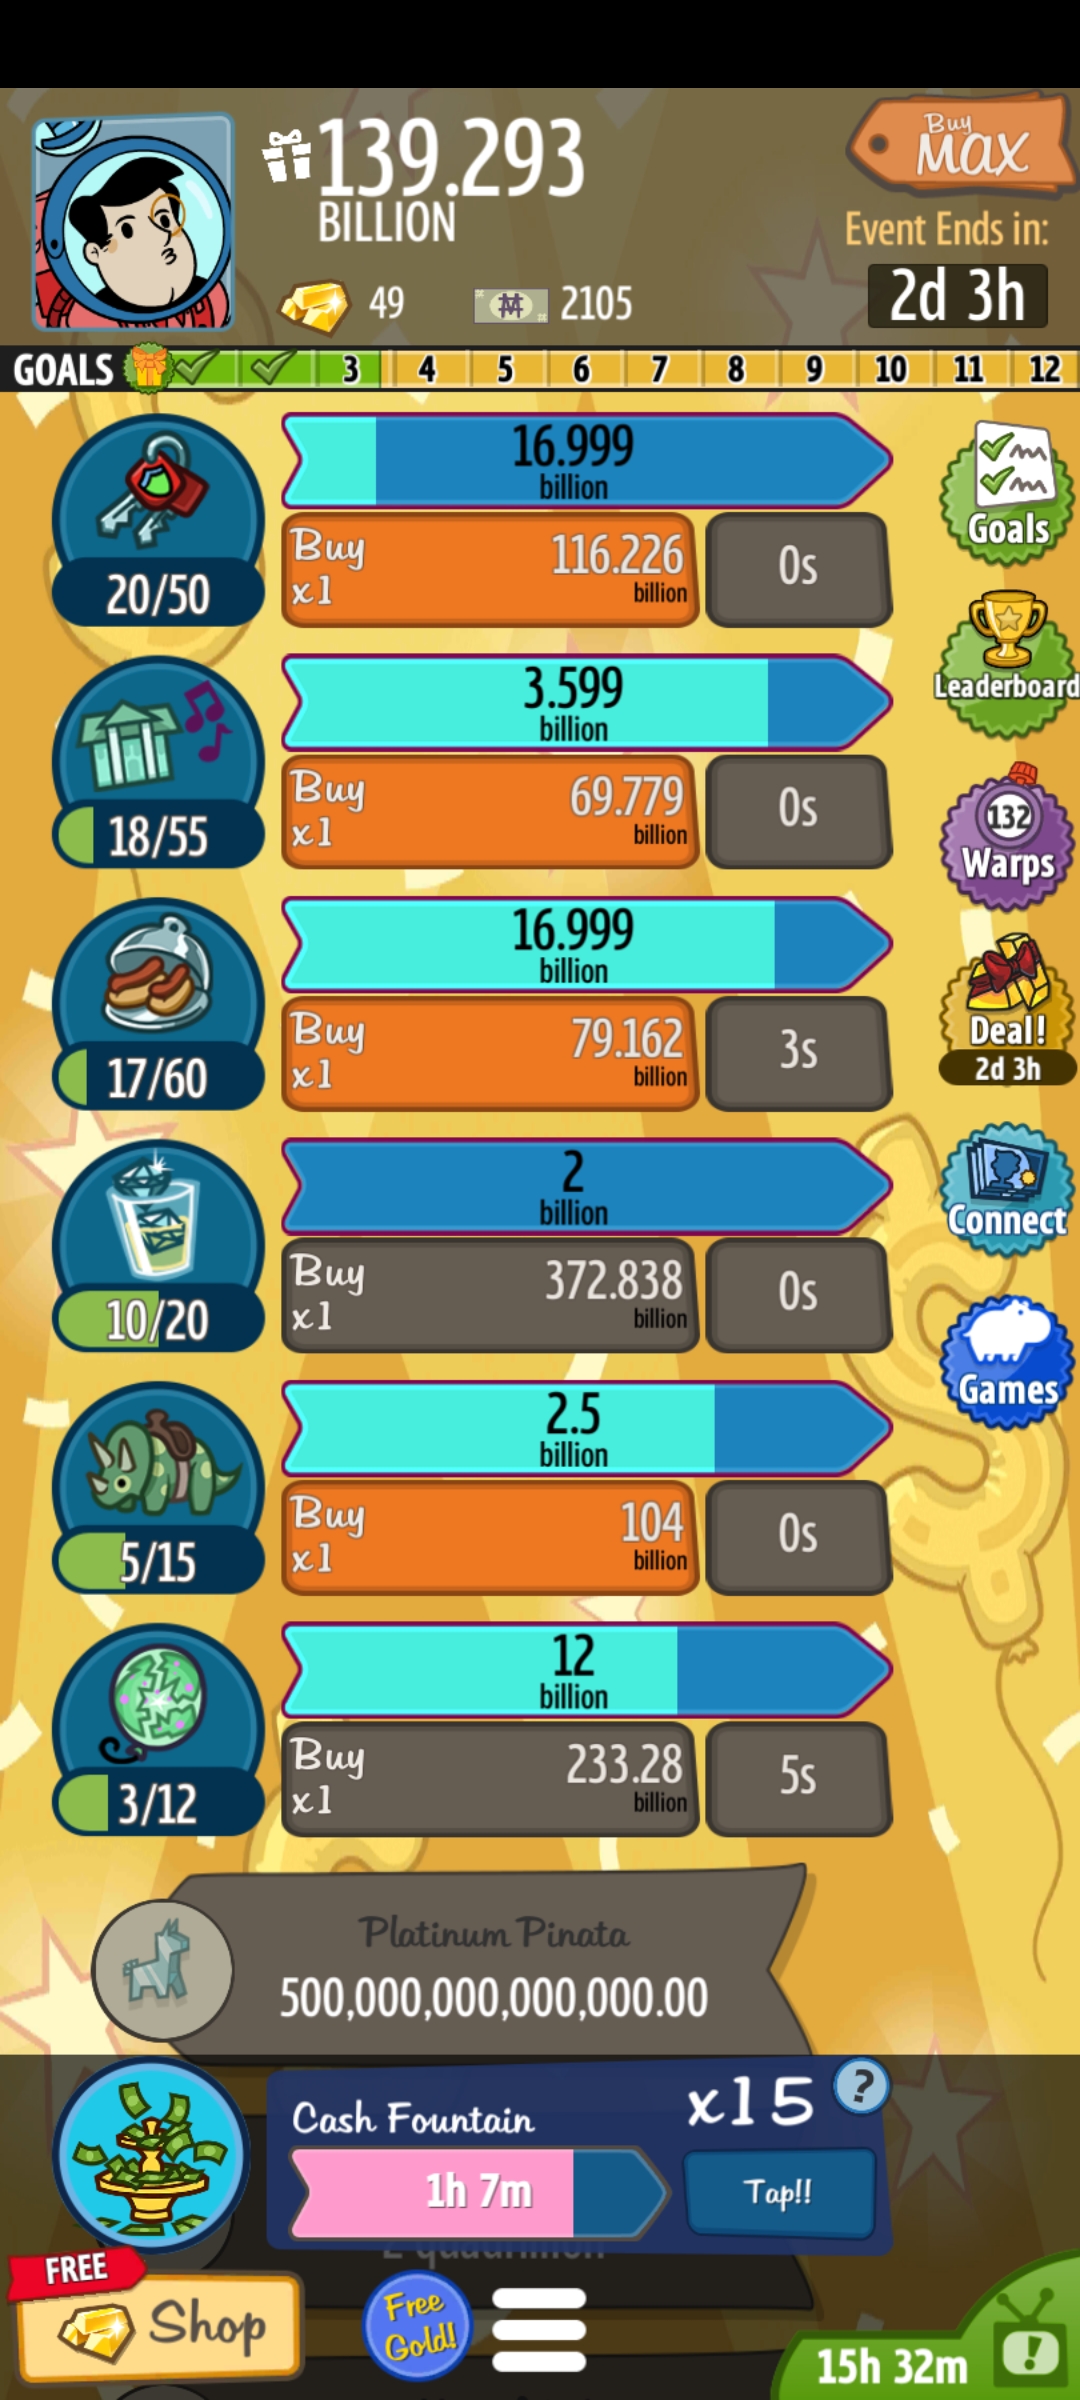 139.293
BILLION
Buy
MAX
Event Ends in:
2d 3h
49
2105
GOALS 3 4 5 6 7 8 9 10 11 12
16.999
billion
Buy
x1
116.226
billion
0s
20/50
Goals
3.599
billion
Buy
x1
69.779
billion
0s
18/55
Leaderboard
16.999
billion
Buy
x1
79.162
billion
3s
17/60
132
Warps
Deal!
2d 3h
2
billion
Buy
x1
372.838
billion
0s
10/20
Connect
2.5
billion
Buy
x1
104
billion
0s
5/15
Games
12
billion
Buy
x1
233.28
billion
5s
3/12
Platinum Pinata
500,000,000,000,000.00
Cash Fountain
x15
?
1h 7m
Tap!!
FREE
Shop
Free
Gold!
15h 32m